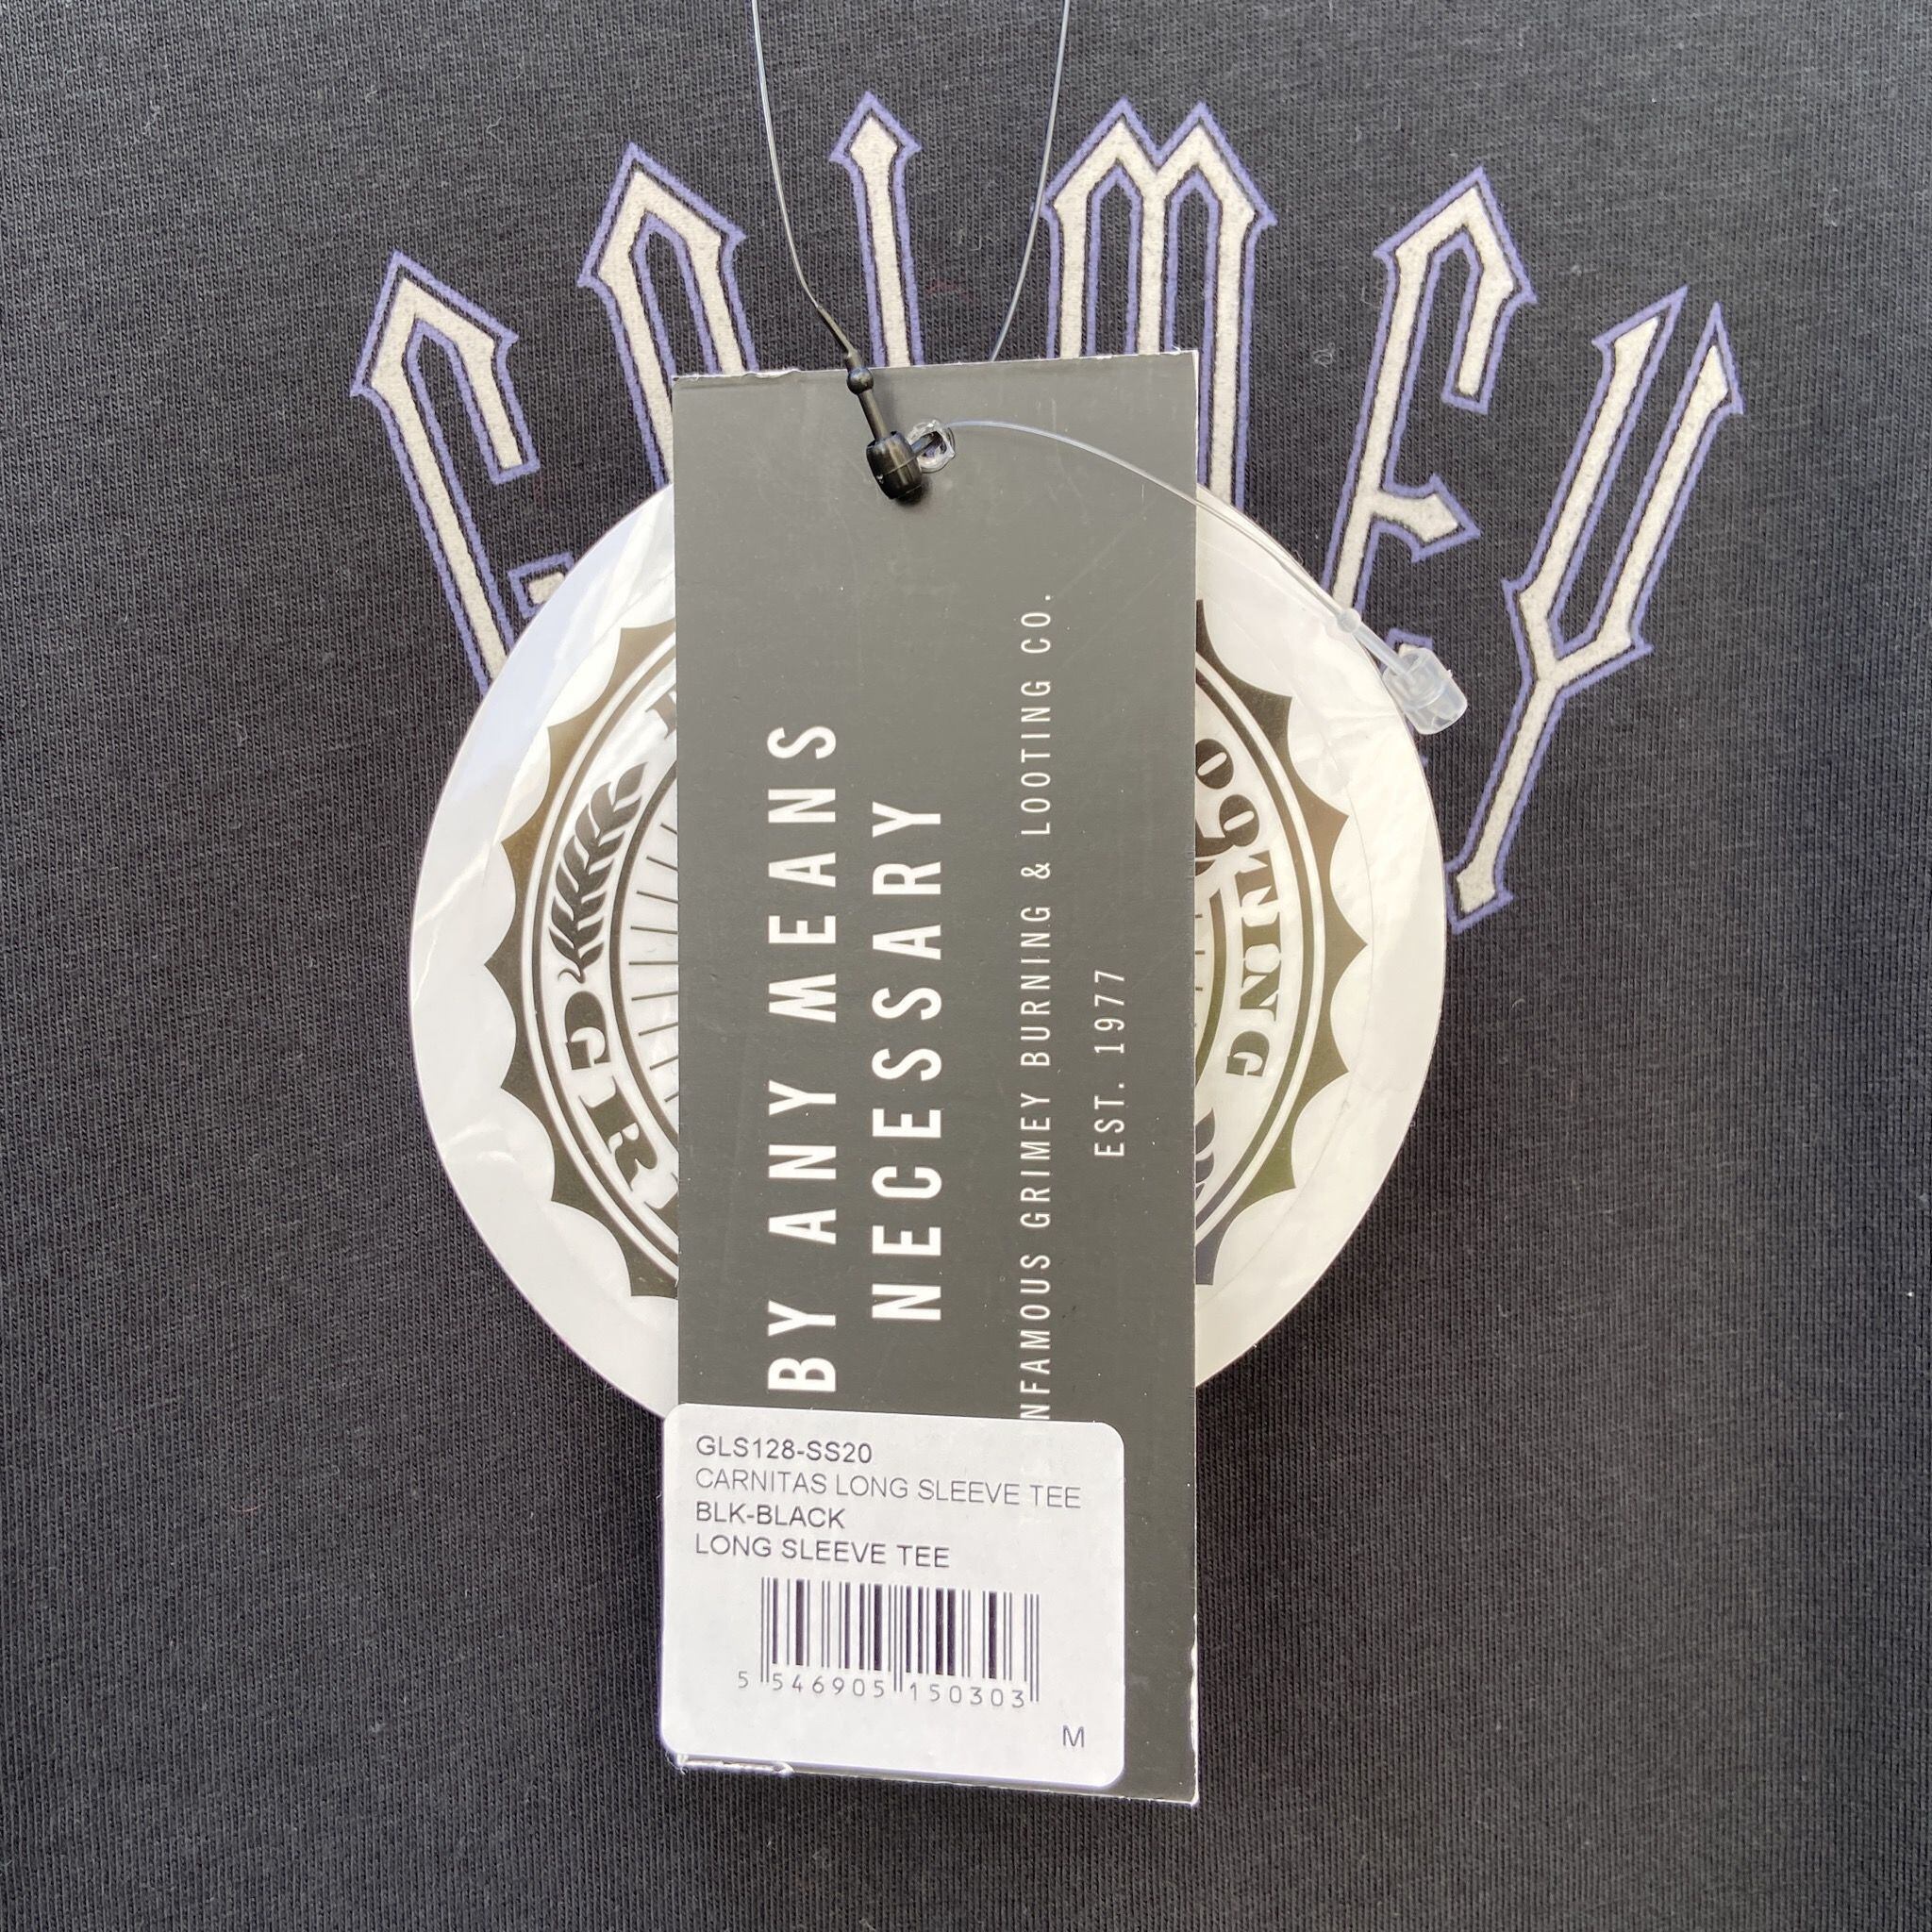 GRIMEY
BY ANY MEANS
NECESSARY
NFAMOUS GRIMEY BURNING & LOOTING CO.
EST. 1977
GLS128-SS20
CARNITAS LONG SLEEVE TEE
BLK-BLACK
LONG SLEEVE TEE
5 546905 150303
M